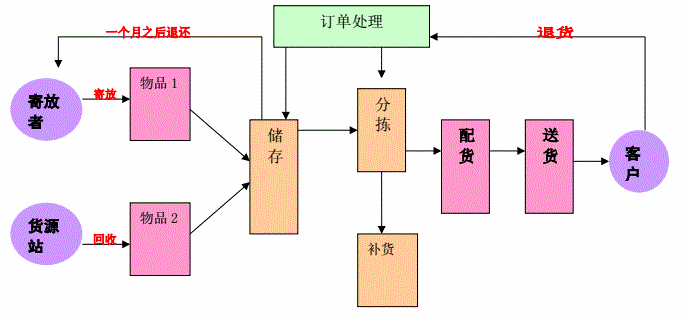 订单处理
一个月之后退还
退货
寄放
者
寄放
物品 1
储
存
分
拣
配
货
送
货
客
户
货源
站
回收
物品 2
补货